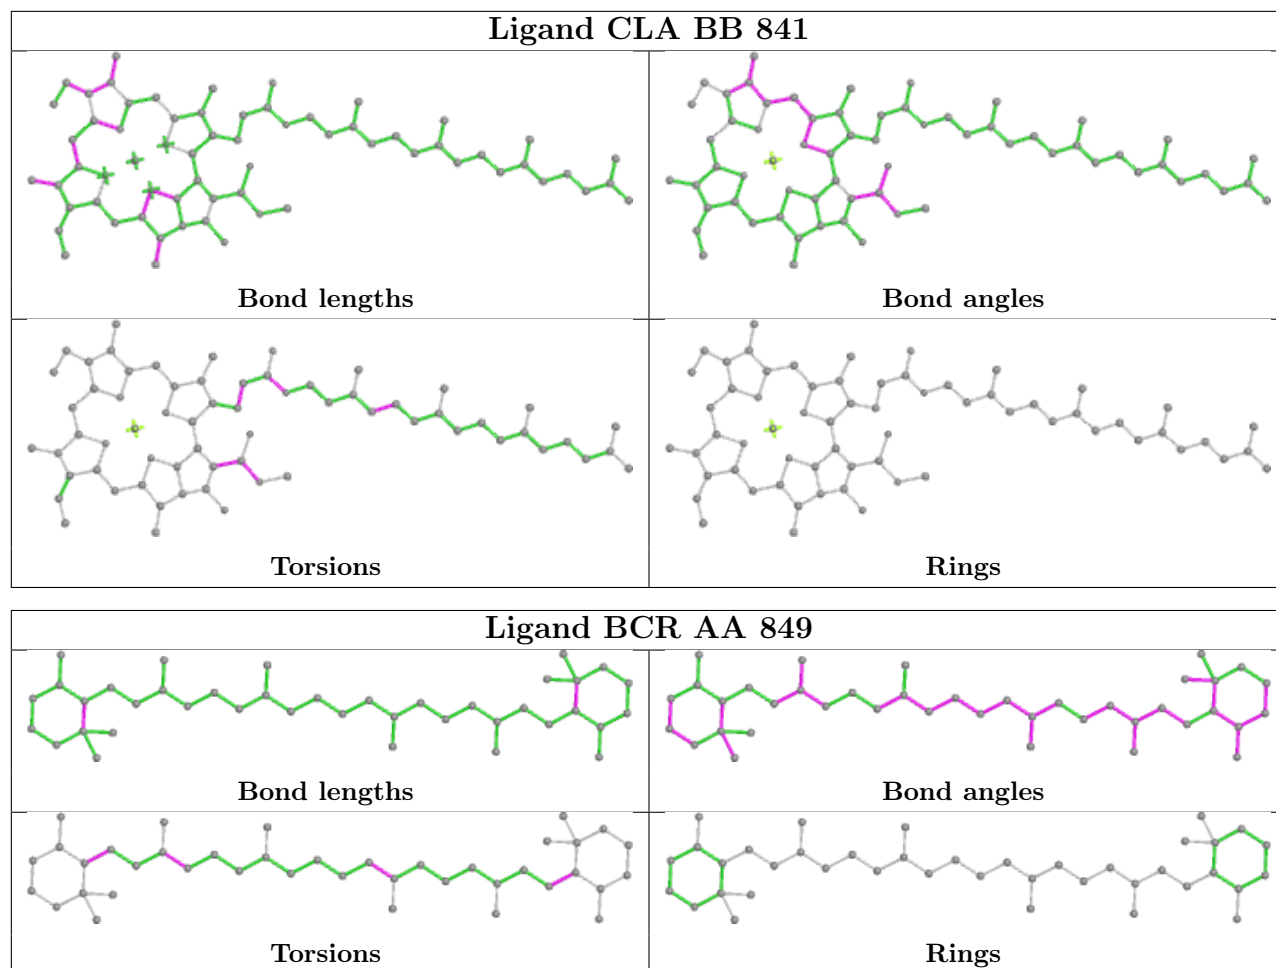 Ligand CLA BB 841
Bond lengths
Bond angles
Torsions
Rings
Ligand BCR AA 849
Bond lengths
Bond angles
Torsions
Rings